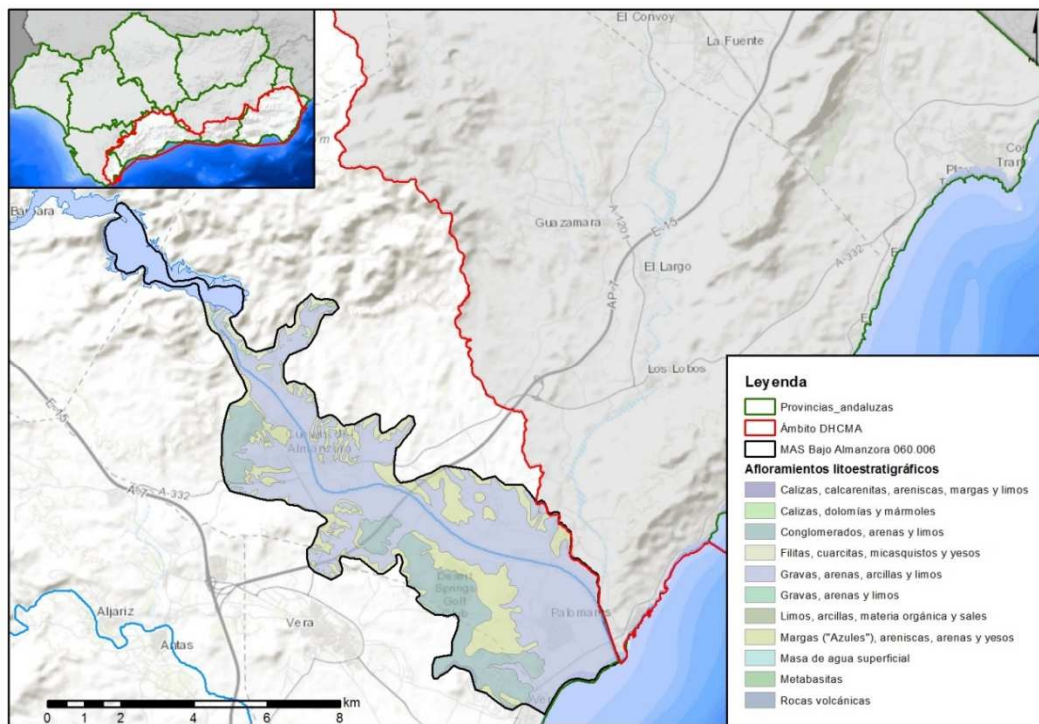 El Convoy
La Fuente
Guazamara
A-1201
E-15
El Largo
A-332
AP-7
Los Lobos
E-15
A-7
A-332
Cuevas del
Almanzora
Desert
Springs
Golf
Palomares
Aljariz
Antas
Vera
0 1 2 4 6 8
km
Leyenda
Provincias_andaluzas
Ámbito DHCMA
MAS Bajo Almanzora 060.006
Afloramientos litoestratigráficos
Calizas, calcarenitas, areniscas, margas y limos
Calizas, dolomías y mármoles
Conglomerados, arenas y limos
Filitas, cuarcitas, micasquistos y yesos
Gravas, arenas, arcillas y limos
Gravas, arenas y limos
Limos, arcillas, materia orgánica y sales
Margas ("Azules"), areniscas, arenas y yesos
Masa de agua superficial
Metabasitas
Rocas volcánicas